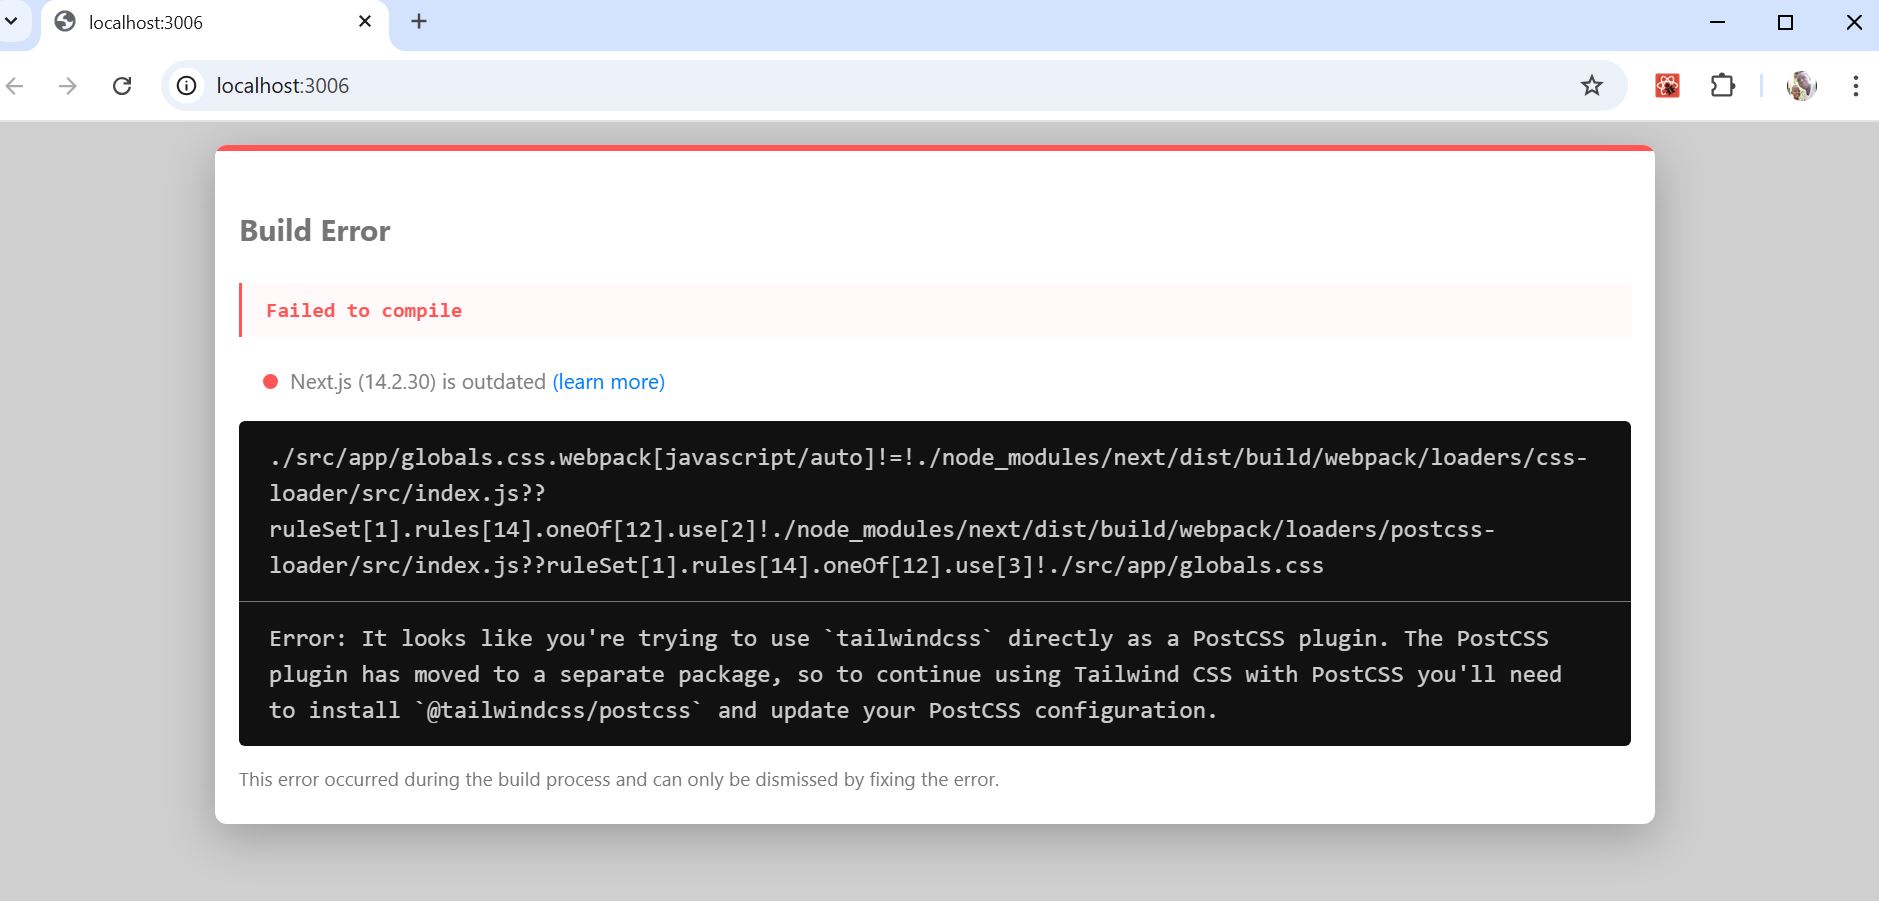 localhost:3006
localhost:3006
Build Error
Failed to compile
Next.js (14.2.30) is outdated (learn more)
./src/app/globals.css.webpack[javascript/auto]!=!./node_modules/next/dist/build/webpack/loaders/css-
loader/src/index.js??
ruleSet[1].rules[14].oneOf[12].use[2]!./node_modules/next/dist/build/webpack/loaders/postcss-
loader/src/index.js??ruleSet[1].rules[14].oneOf[12].use[3]!./src/app/globals.css
Error: It looks like you're trying to use `tailwindcss` directly as a PostCSS plugin. The PostCSS
plugin has moved to a separate package, so to continue using Tailwind CSS with PostCSS you'll need
to install `@tailwindcss/postcss` and update your PostCSS configuration.
This error occurred during the build process and can only be dismissed by fixing the error.